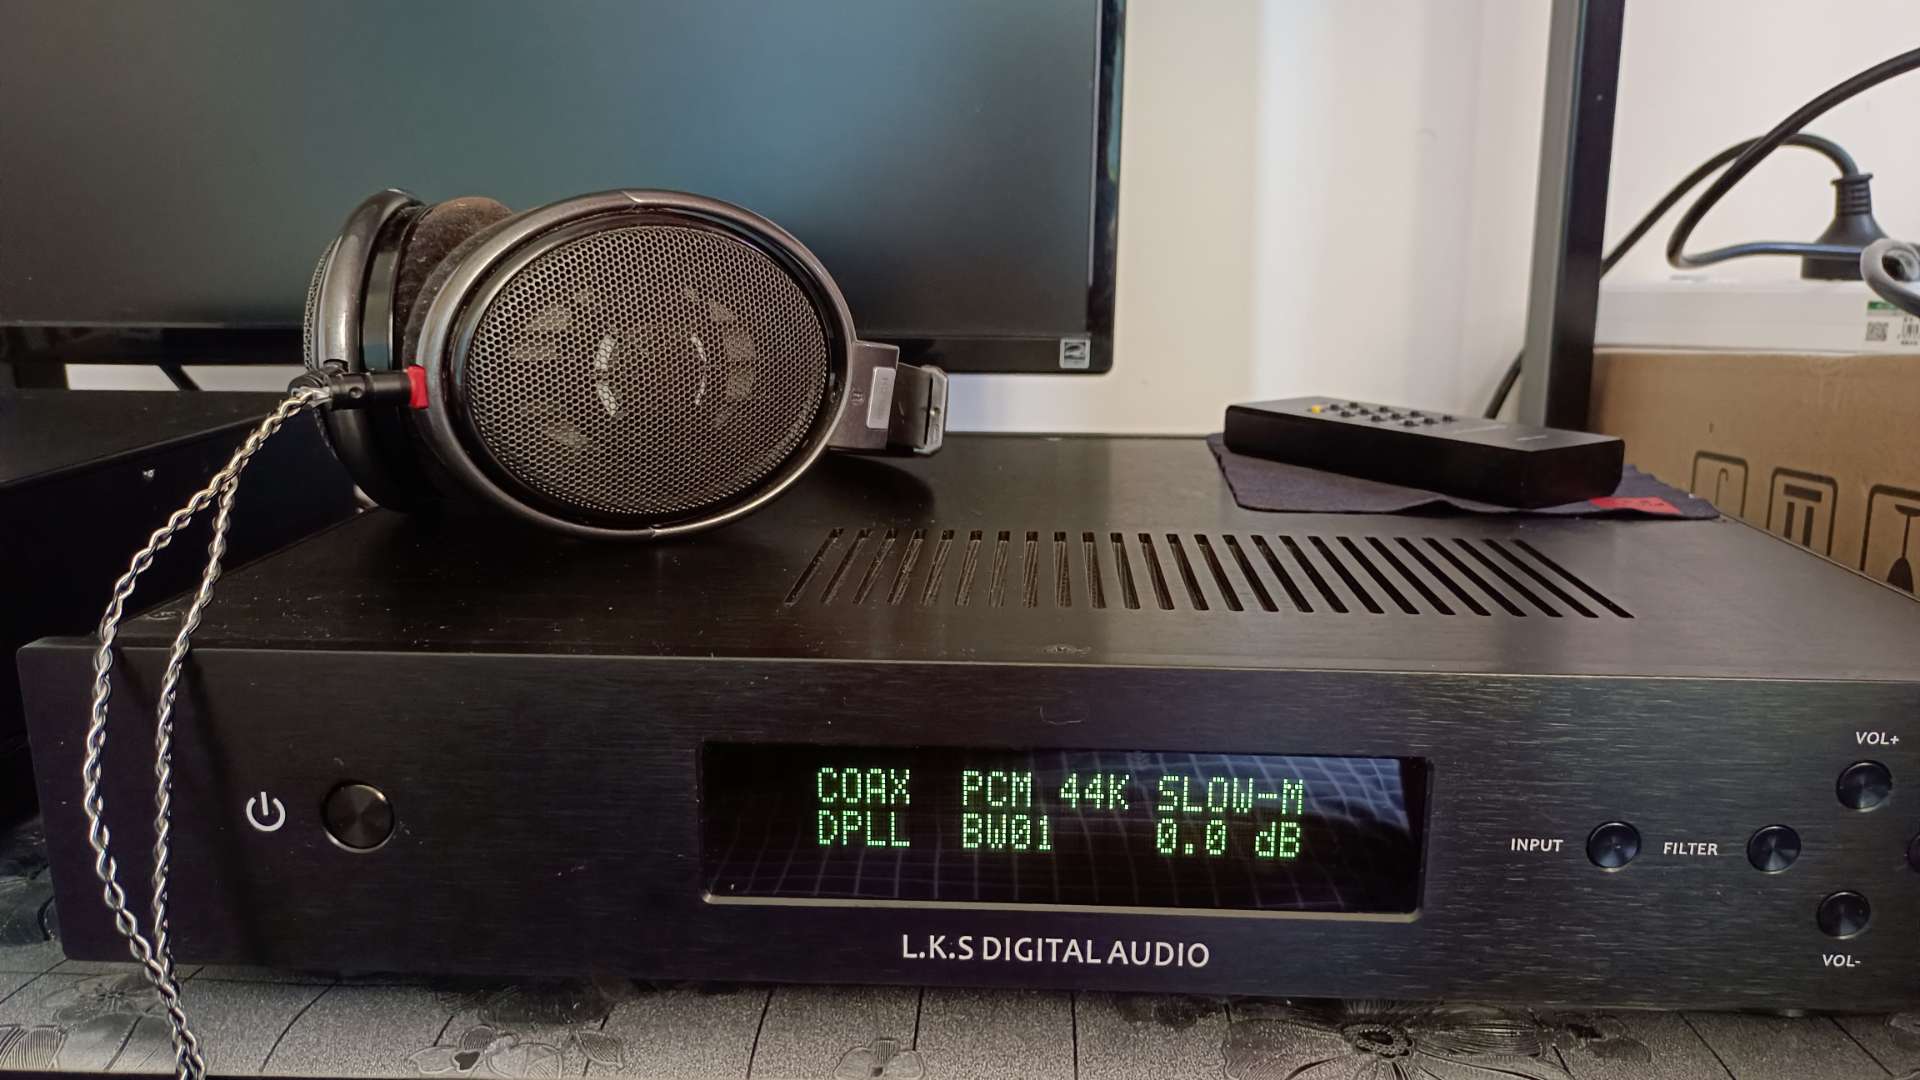 COAX PCM 44K SLOW-M
DPLL BW01 0.0 dB
VOL+
INPUT
FILTER
VOL-
L.K.S DIGITAL AUDIO